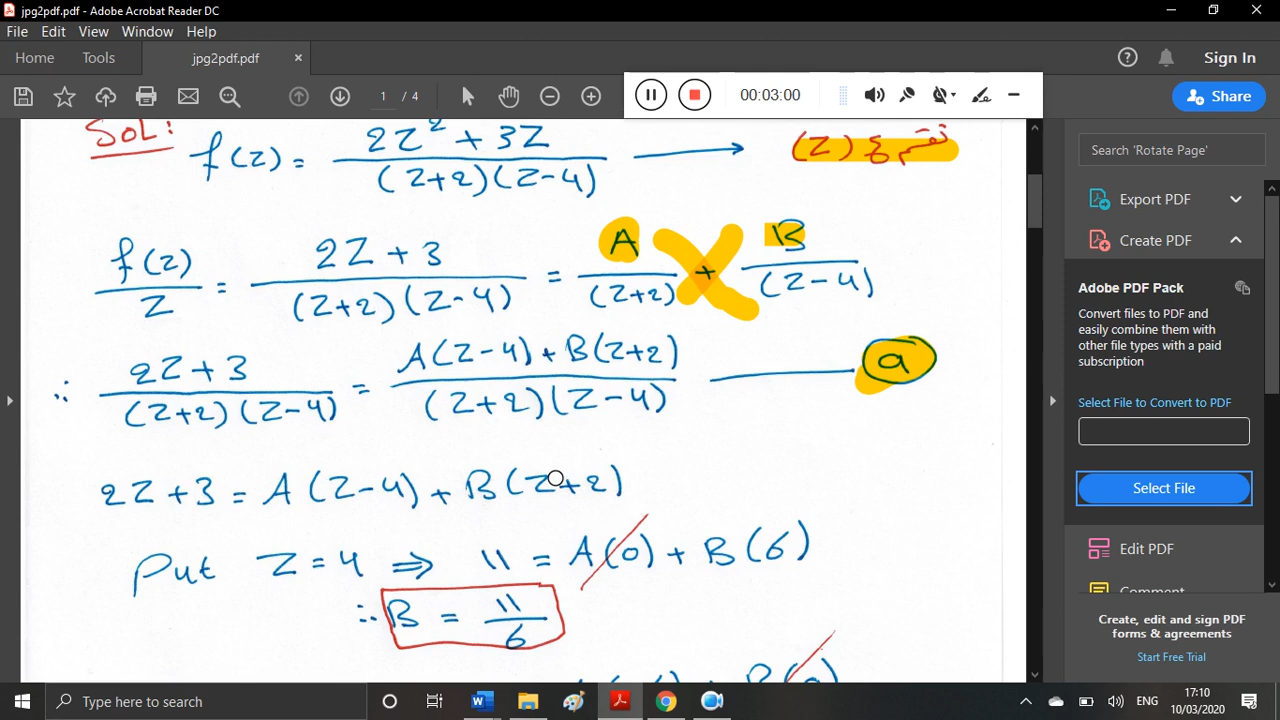 jpg2pdf.pdf - Adobe Acrobat Reader DC
File Edit View Window Help
Home Tools jpg2pdf.pdf × Sign In
1 / 4 00:03:00 Share
SOL: f(z) = 2Z² + 3Z / (Z+2)(Z-4) → نقسم ع (Z)
f(z) / Z = 2Z + 3 / (Z+2)(Z-4) = A / (Z+2) + B / (Z-4)
∴ 2Z+3 / (Z+2)(Z-4) = A(Z-4) + B(Z+2) / (Z+2)(Z-4) — a
2Z+3 = A(Z-4) + B(Z+2)
Put Z=4 ⇒ 11 = A(0) + B(6)
∴ B = 11 / 6
Search 'Rotate Page'
Export PDF
Create PDF
Adobe PDF Pack
Convert files to PDF and
easily combine them with
other file types with a paid
subscription
Select File to Convert to PDF
Select File
Edit PDF
Comment
Create, edit and sign PDF
forms & agreements
Start Free Trial
Type here to search
ENG 17:10
10/03/2020